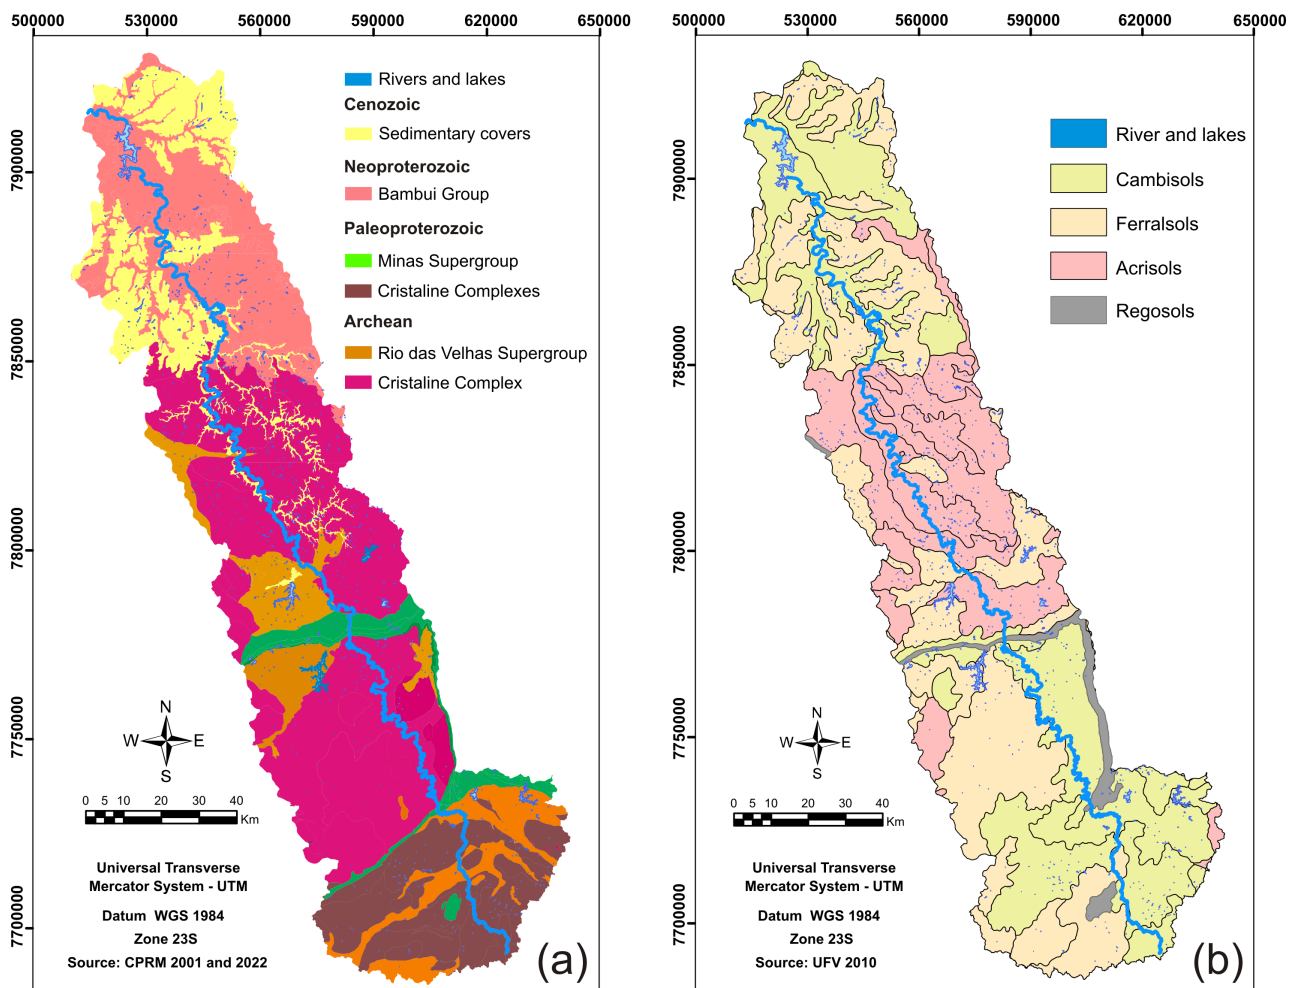 500000 530000 560000 590000 620000 650000
Rivers and lakes
Cenozoic
Sedimentary covers
Neoproterozoic
Bambui Group
Paleoproterozoic
Minas Supergroup
Cristaline Complexes
Archean
Rio das Velhas Supergroup
Cristaline Complex
7900000
7850000
7800000
7750000
7700000
N
W E
S
0 5 10 20 30 40
Km
Universal Transverse
Mercator System - UTM
Datum WGS 1984
Zone 23S
Source: CPRM 2001 and 2022
(a)
500000 530000 560000 590000 620000 650000
River and lakes
Cambisols
Ferralsols
Acrisols
Regosols
7900000
7850000
7800000
7750000
7700000
N
W E
S
0 5 10 20 30 40
Km
Universal Transverse
Mercator System - UTM
Datum WGS 1984
Zone 23S
Source: UFV 2010
(b)